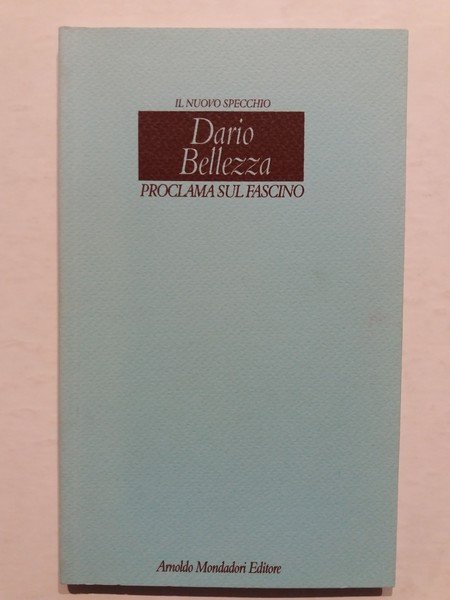 IL NUOVO SPECCHIO
Dario
Bellezza
PROCLAMA SUL FASCINO
Arnoldo Mondadori Editore